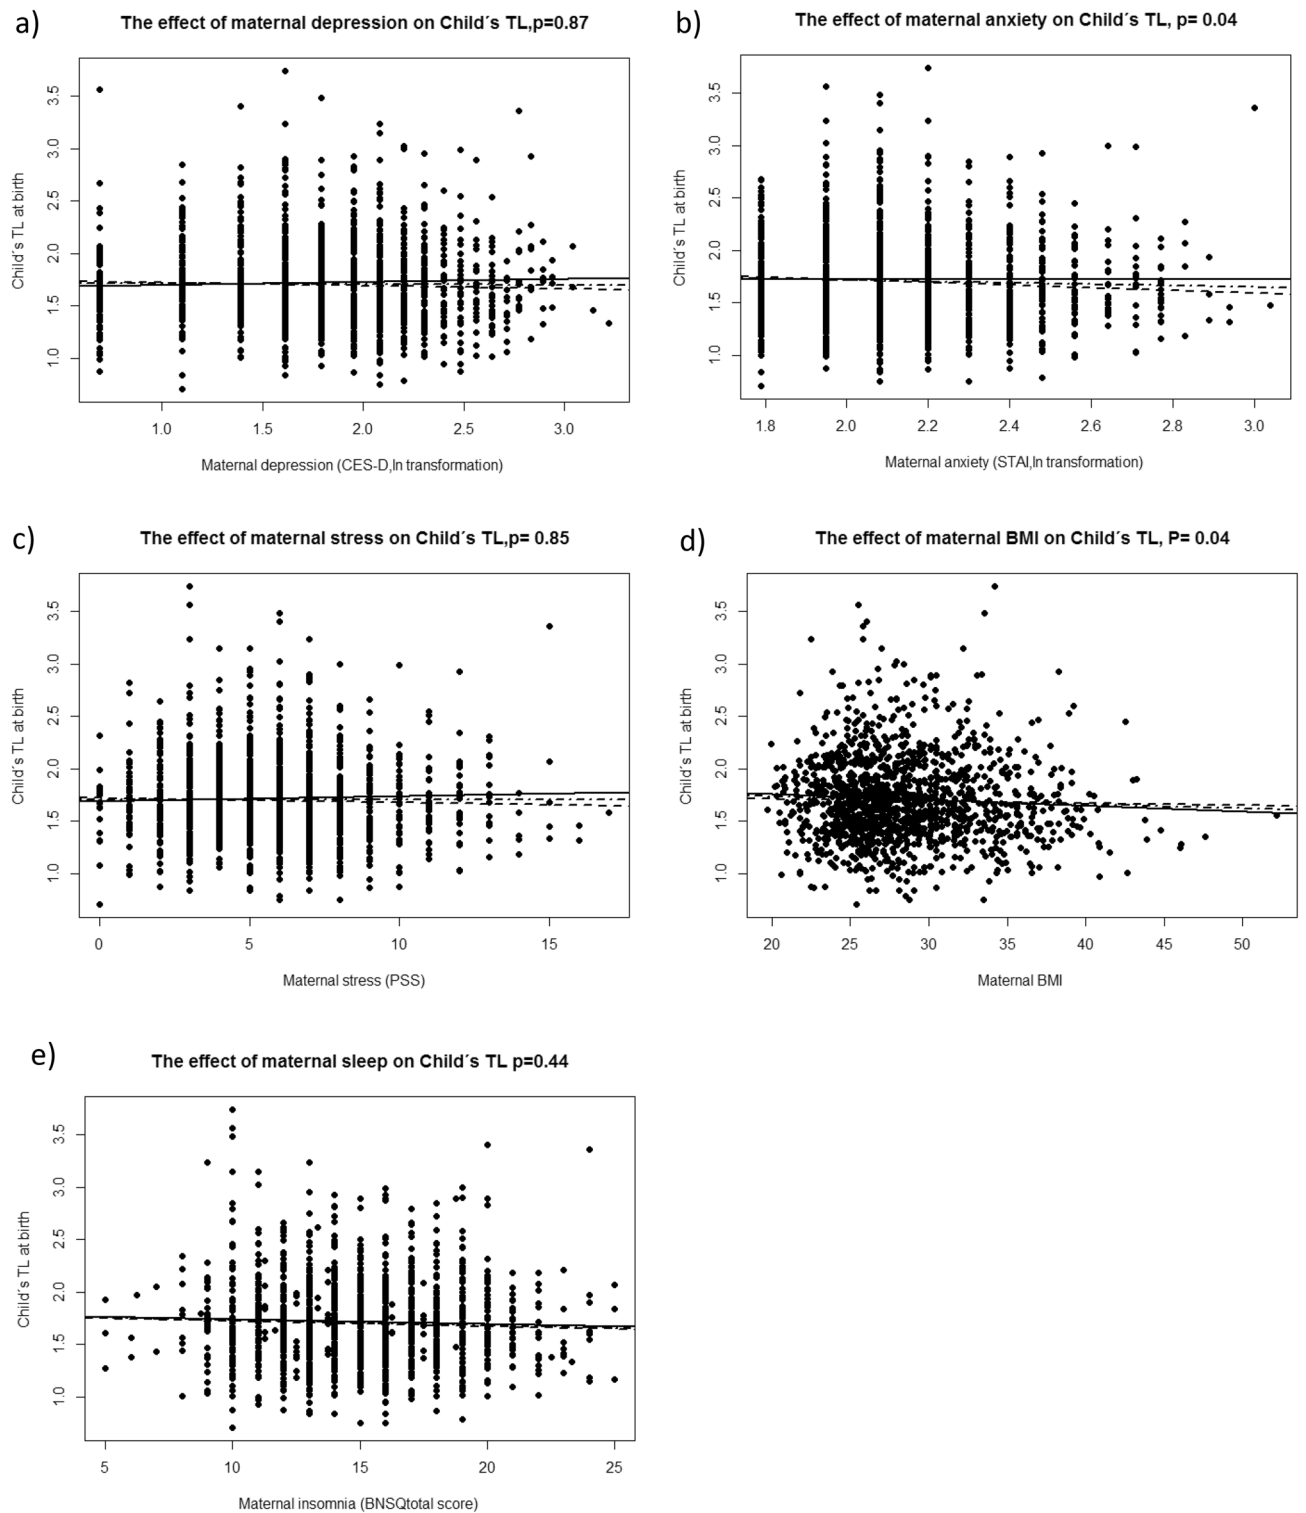 a)
The effect of maternal depression on Child´s TL,p=0.87
Child´s TL at birth
1.0 1.5 2.0 2.5 3.0 3.5
1.0 1.5 2.0 2.5 3.0
Maternal depression (CES-D,ln transformation)
b)
The effect of maternal anxiety on Child´s TL, p= 0.04
Child´s TL at birth
1.0 1.5 2.0 2.5 3.0 3.5
1.8 2.0 2.2 2.4 2.6 2.8 3.0
Maternal anxiety (STAI,ln transformation)
c)
The effect of maternal stress on Child´s TL,p= 0.85
Child´s TL at birth
1.0 1.5 2.0 2.5 3.0 3.5
0 5 10 15
Maternal stress (PSS)
d)
The effect of maternal BMI on Child´s TL, P= 0.04
Child´s TL at birth
1.0 1.5 2.0 2.5 3.0 3.5
20 25 30 35 40 45 50
Maternal BMI
e)
The effect of maternal sleep on Child´s TL p=0.44
Child´s TL at birth
1.0 1.5 2.0 2.5 3.0 3.5
5 10 15 20 25
Maternal insomnia (BNSQtotal score)